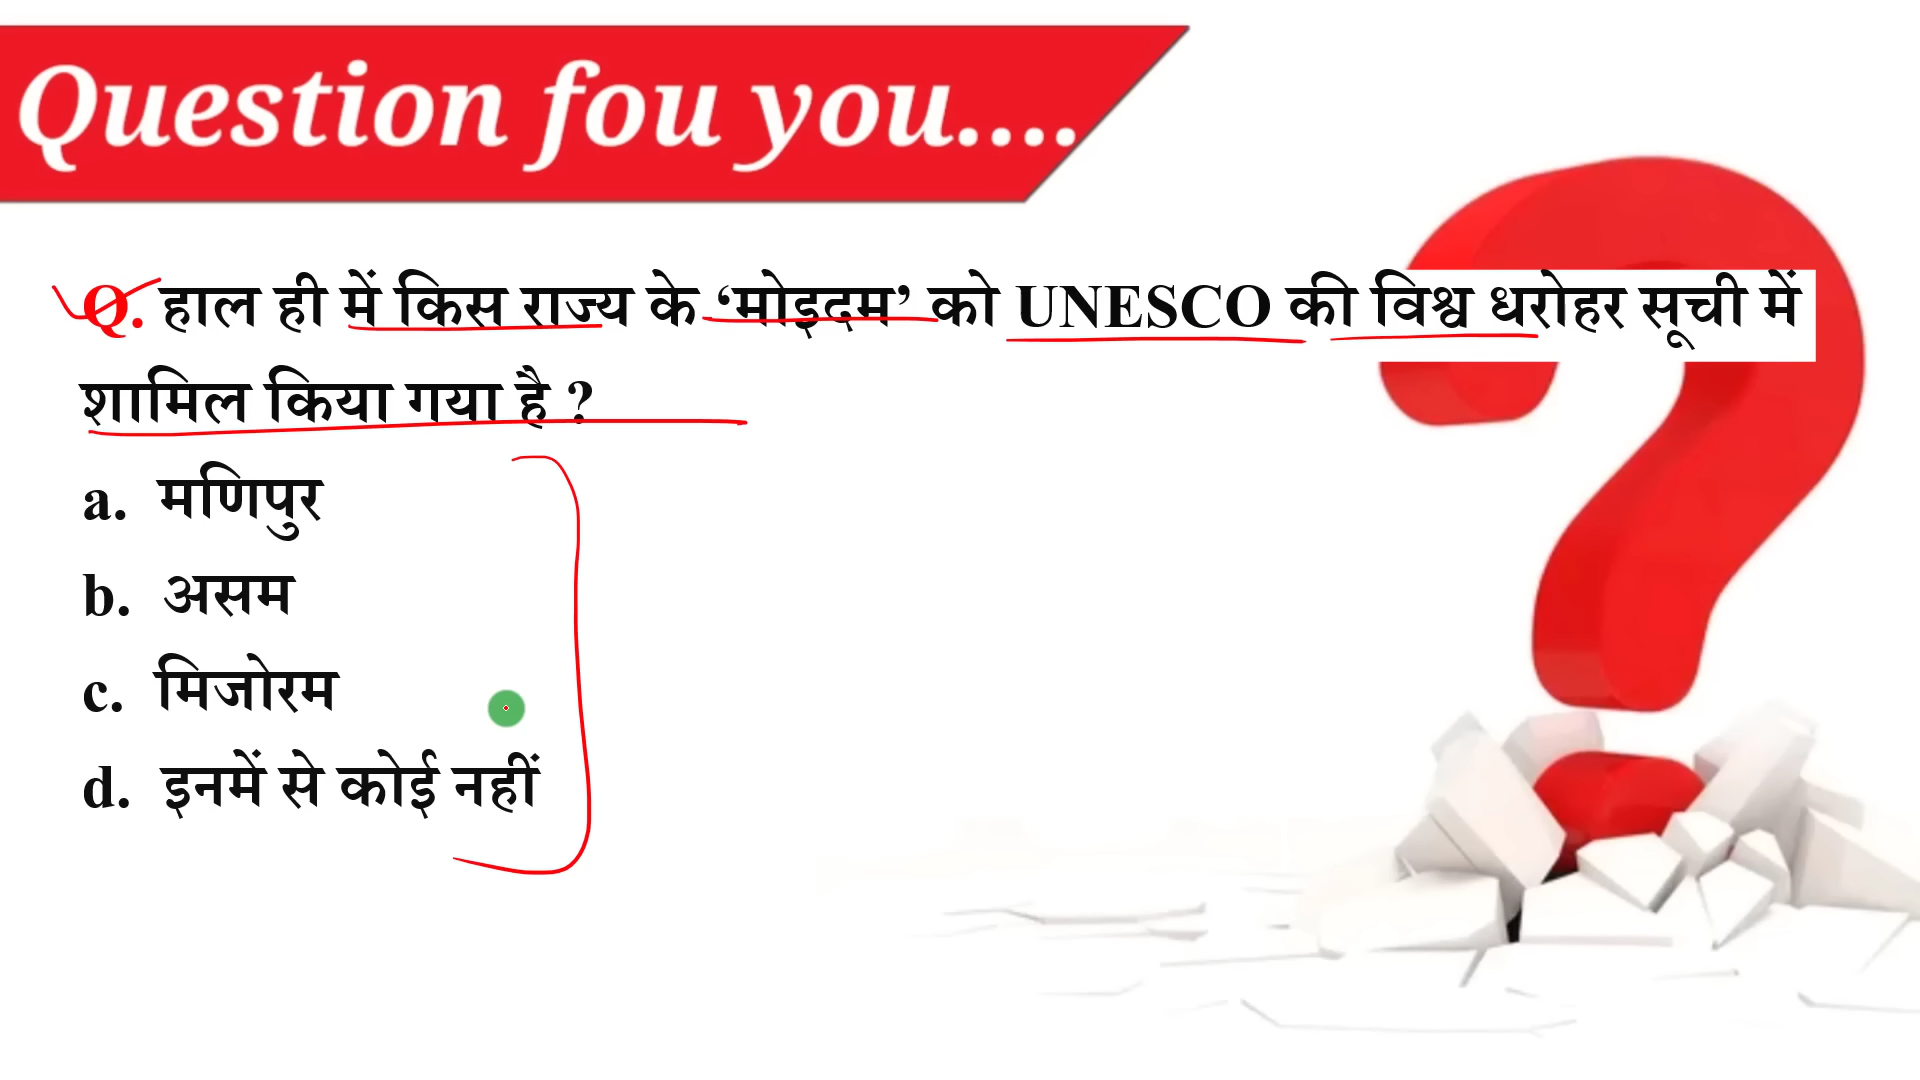 Question fou you....
Q. हाल ही में किस राज्य के ‘मोइदम’ को UNESCO की विश्व धरोहर सूची में
शामिल किया गया है ?
a. मणिपुर
b. असम
c. मिजोरम
d. इनमें से कोई नहीं